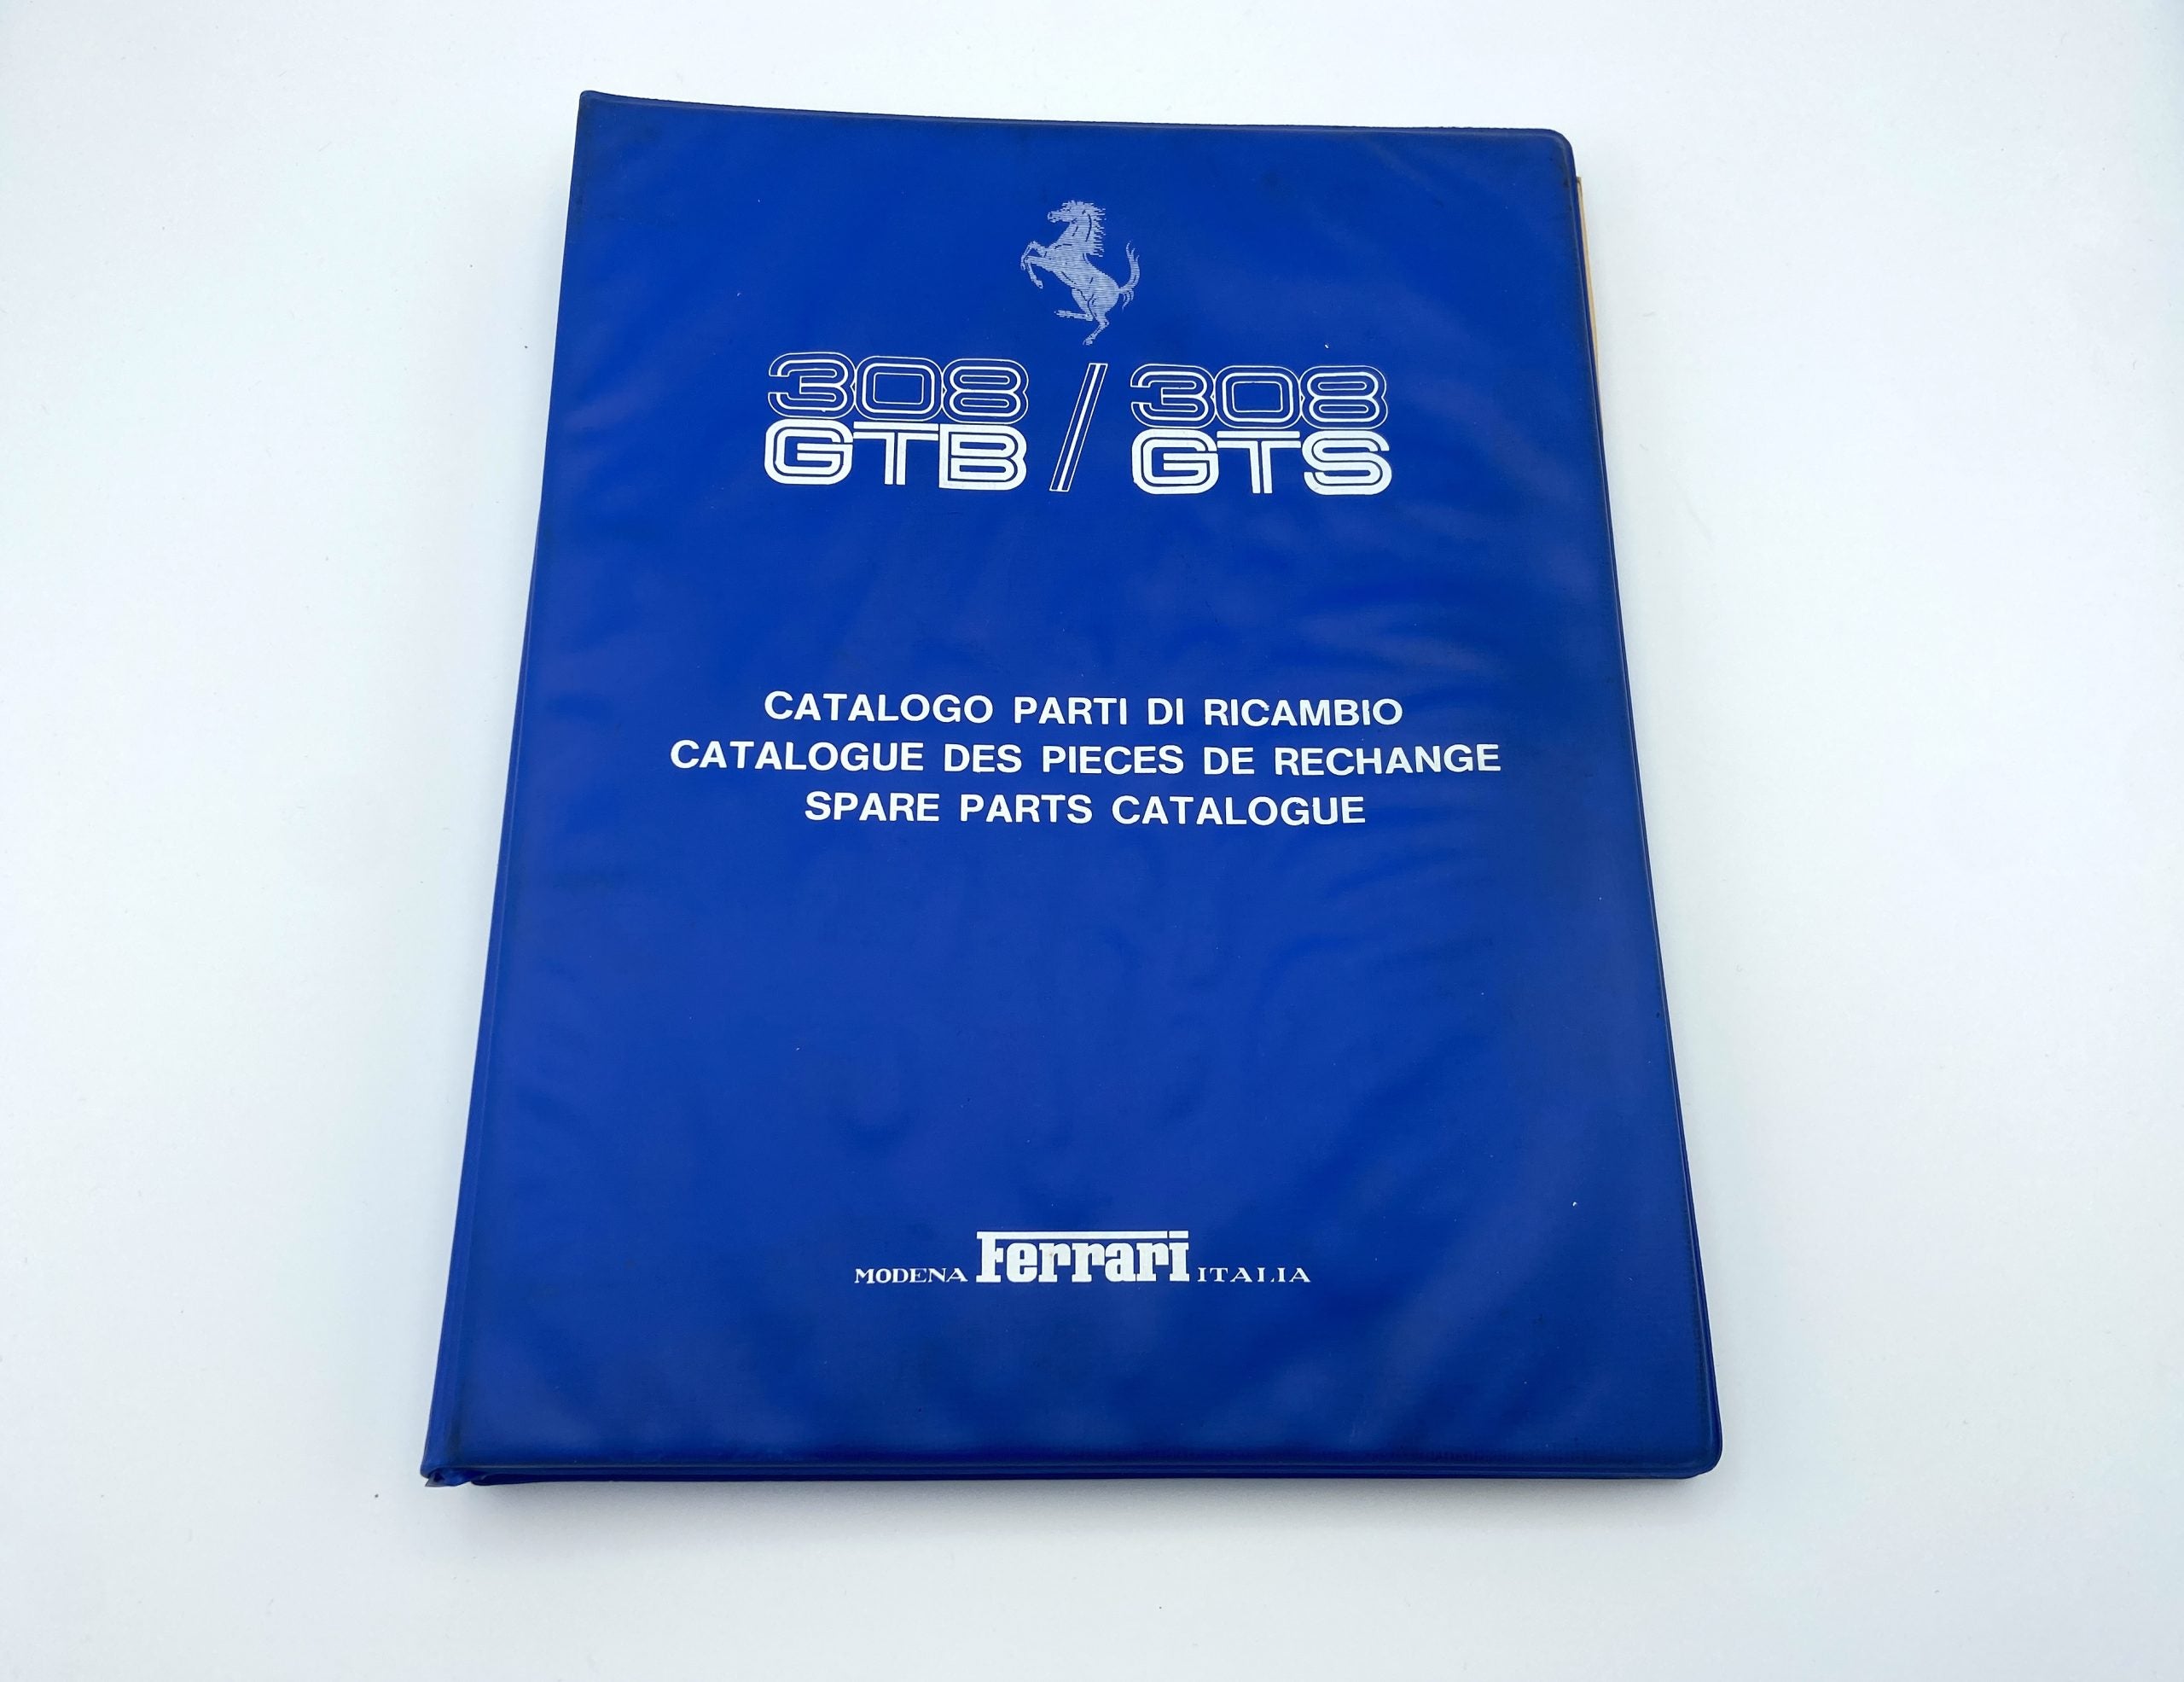 308 / 308
GTB GTS
CATALOGO PARTI DI RICAMBIO
CATALOGUE DES PIECES DE RECHANGE
SPARE PARTS CATALOGUE
MODENA Ferrari ITALIA